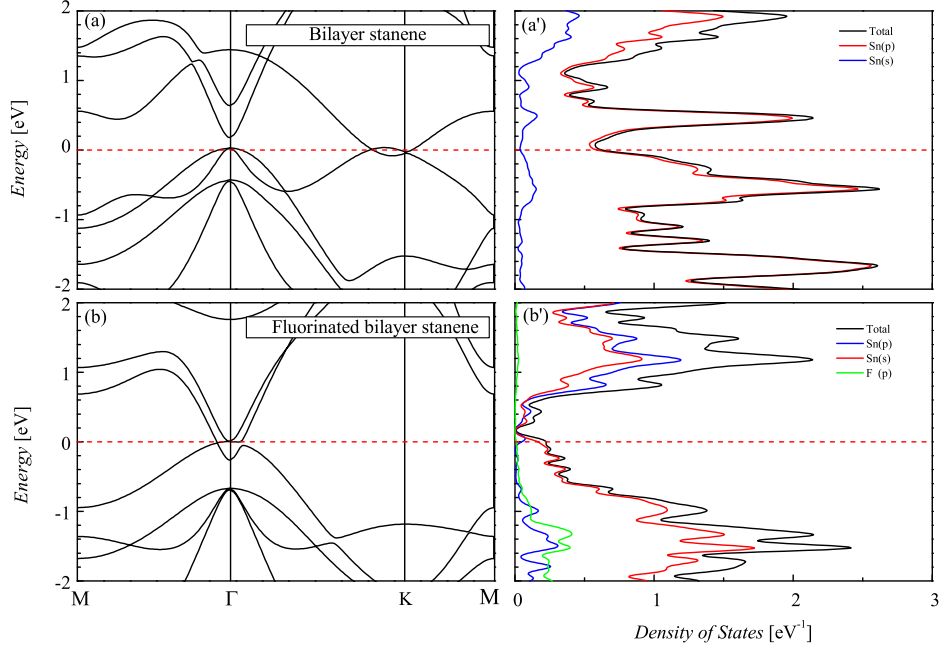 (a)
Bilayer stanene
(a')
Total
Sn(p)
Sn(s)
2
1
0
-1
-2
Energy [eV]
(b)
Fluorinated bilayer stanene
(b')
Total
Sn(p)
Sn(s)
F (p)
2
1
0
-1
-2
Energy [eV]
M
Γ
K
M
0
1
2
3
Density of States [eV⁻¹]